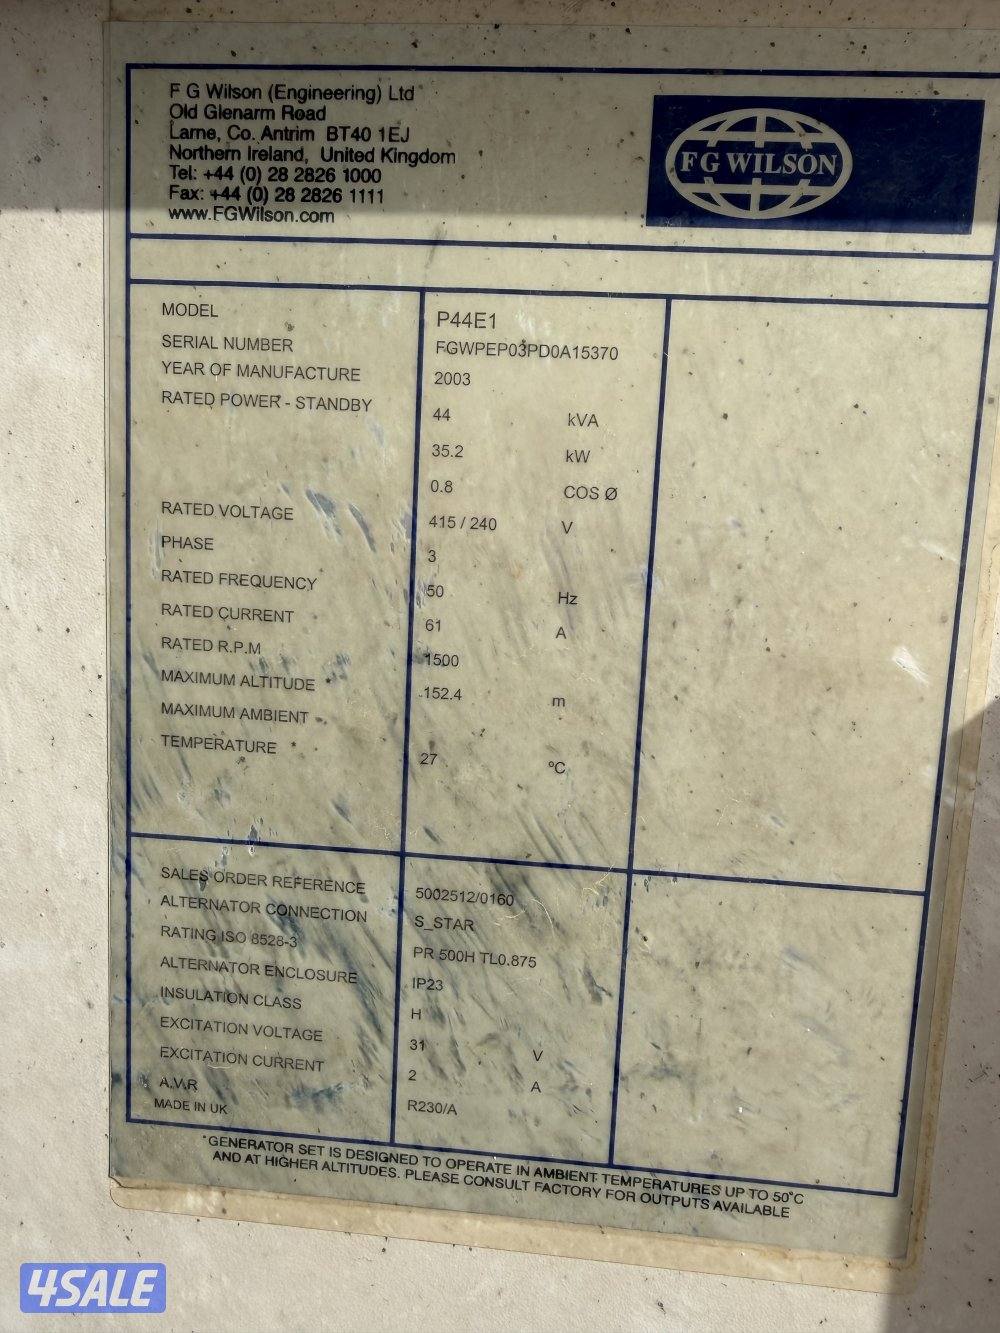 F G Wilson (Engineering) Ltd
Old Glenarm Road
Larne, Co. Antrim BT40 1EJ
Northern Ireland, United Kingdom
Tel: +44 (0) 28 2826 1000
Fax: +44 (0) 28 2826 1111
www.FGWilson.com
FG WILSON
MODEL P44E1
SERIAL NUMBER FGWPEP03PD0A15370
YEAR OF MANUFACTURE 2003
RATED POWER - STANDBY 44 kVA
35.2 kW
0.8 COS Ø
RATED VOLTAGE 415 / 240 V
PHASE 3
RATED FREQUENCY 50 Hz
RATED CURRENT 61 A
RATED R.P.M 1500
MAXIMUM ALTITUDE * 152.4 m
MAXIMUM AMBIENT
TEMPERATURE * 27 ºC
SALES ORDER REFERENCE 5002512/0160
ALTERNATOR CONNECTION S_STAR
RATING ISO 8528-3 PR 500H TL0.875
ALTERNATOR ENCLOSURE IP23
INSULATION CLASS H
EXCITATION VOLTAGE 31 V
EXCITATION CURRENT 2 A
A.V.R R230/A
MADE IN UK
*GENERATOR SET IS DESIGNED TO OPERATE IN AMBIENT TEMPERATURES UP TO 50°C
AND AT HIGHER ALTITUDES. PLEASE CONSULT FACTORY FOR OUTPUTS AVAILABLE
4SALE